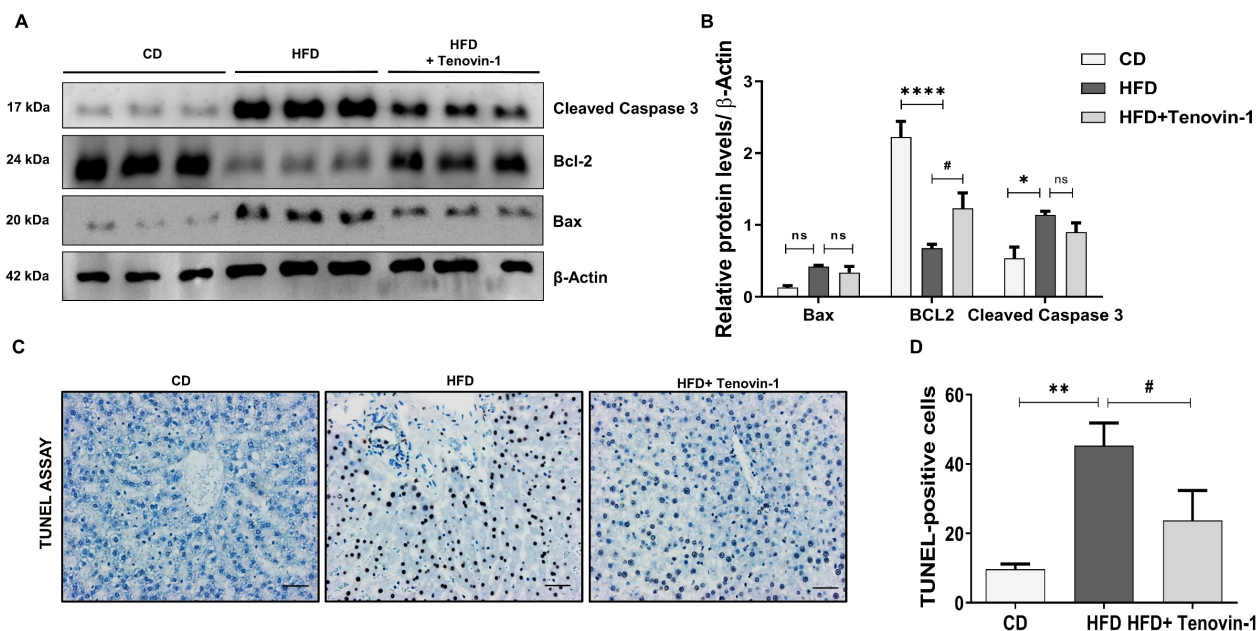 A
CD
HFD
HFD
+ Tenovin-1
17 kDa
Cleaved Caspase 3
24 kDa
Bcl-2
20 kDa
Bax
42 kDa
β-Actin
B
Relative protein levels/ β-Actin
3
2
1
0
****
#
*
ns
ns
ns
Bax
BCL2
Cleaved Caspase 3
CD
HFD
HFD+Tenovin-1
C
CD
HFD
HFD+ Tenovin-1
TUNEL ASSAY
D
TUNEL-positive cells
60
40
20
0
**
#
CD
HFD
HFD+ Tenovin-1